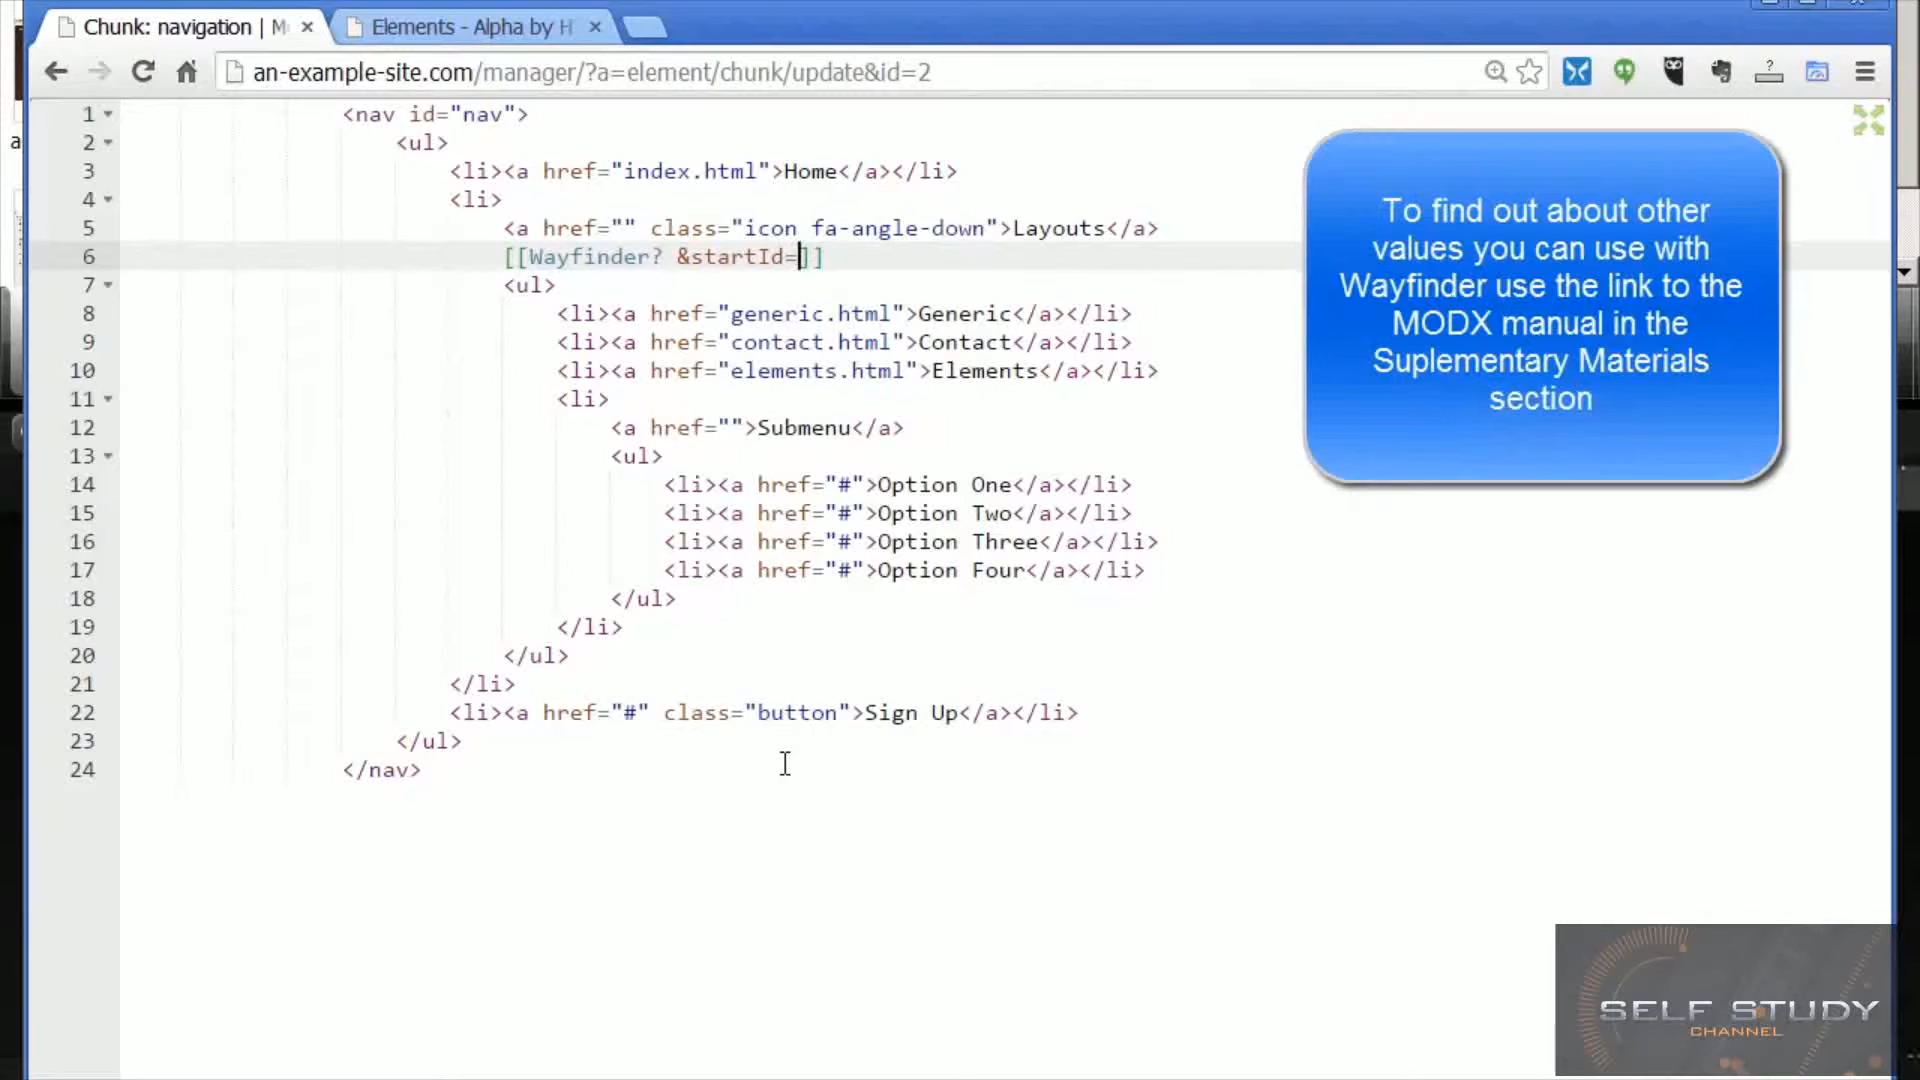 Chunk: navigation | M
Elements - Alpha by H
an-example-site.com/manager/?a=element/chunk/update&id=2
1 <nav id="nav">
2 <ul>
3 <li><a href="index.html">Home</a></li>
4 <li>
5 <a href="" class="icon fa-angle-down">Layouts</a>
6 [[Wayfinder? &startId=]]
7 <ul>
8 <li><a href="generic.html">Generic</a></li>
9 <li><a href="contact.html">Contact</a></li>
10 <li><a href="elements.html">Elements</a></li>
11 <li>
12 <a href="">Submenu</a>
13 <ul>
14 <li><a href="#">Option One</a></li>
15 <li><a href="#">Option Two</a></li>
16 <li><a href="#">Option Three</a></li>
17 <li><a href="#">Option Four</a></li>
18 </ul>
19 </li>
20 </ul>
21 </li>
22 <li><a href="#" class="button">Sign Up</a></li>
23 </ul>
24 </nav>
To find out about other
values you can use with
Wayfinder use the link to the
MODX manual in the
Suplementary Materials
section
SELF STUDY
CHANNEL